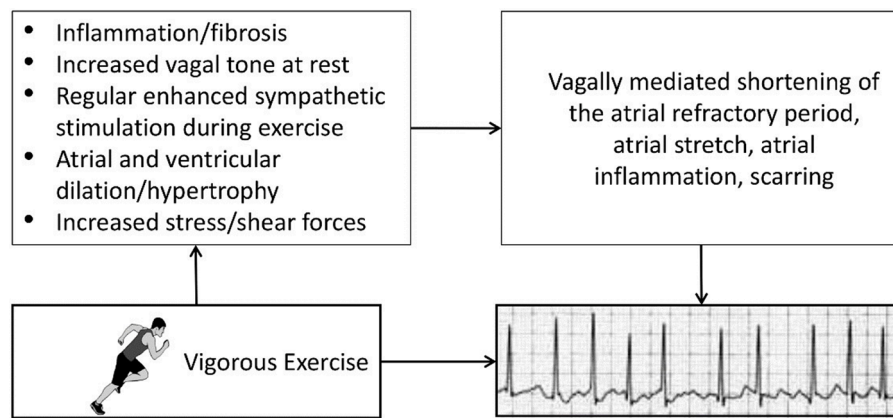 • Inflammation/fibrosis
• Increased vagal tone at rest
• Regular enhanced sympathetic
stimulation during exercise
• Atrial and ventricular
dilation/hypertrophy
• Increased stress/shear forces
Vagally mediated shortening of
the atrial refractory period,
atrial stretch, atrial
inflammation, scarring
Vigorous Exercise